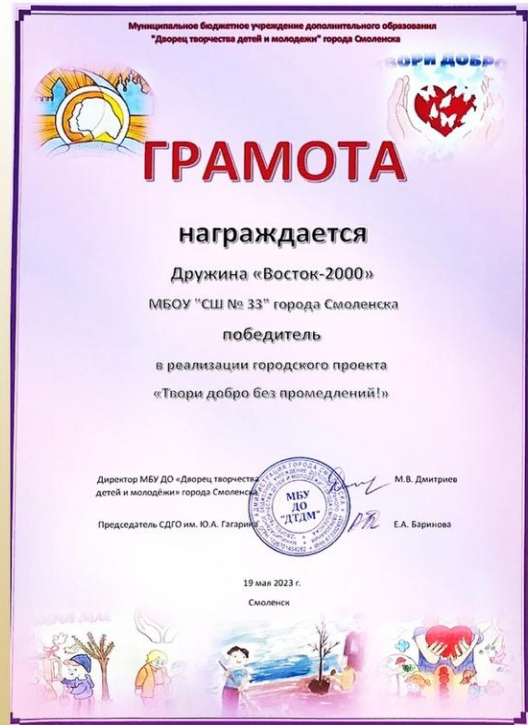 Муниципальное бюджетное учреждение дополнительного образования
"Дворец творчества детей и молодежи" города Смоленска
ТВОРИ ДОБРО
ГРАМОТА
награждается
Дружина «Восток-2000»
МБОУ "СШ № 33" города Смоленска
победитель
в реализации городского проекта
«Твори добро без промедлений!»
Директор МБУ ДО «Дворец творчества
детей и молодёжи» города Смоленска
М.В. Дмитриев
МБУ
ДО
"ДТДМ"
Председатель СДГО им. Ю.А. Гагарина
Е.А. Баринова
19 мая 2023 г.
Смоленск